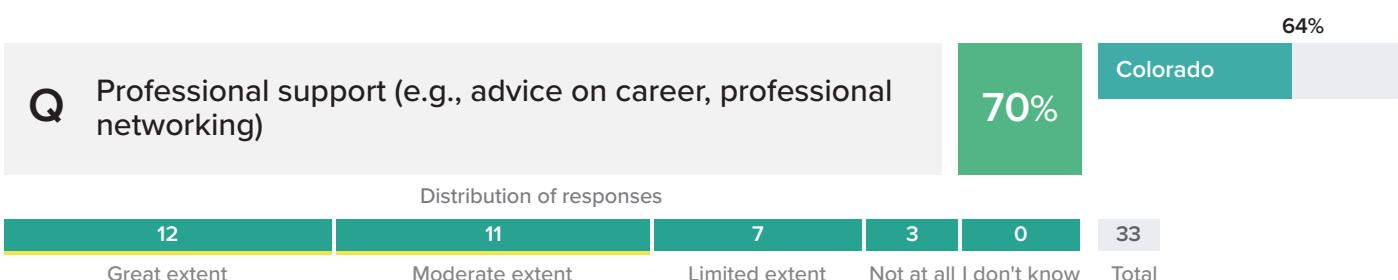 64%
Q
Professional support (e.g., advice on career, professional
networking)
70%
Colorado
Distribution of responses
12 11 7 3 0 33
Great extent Moderate extent Limited extent Not at all I don't know Total